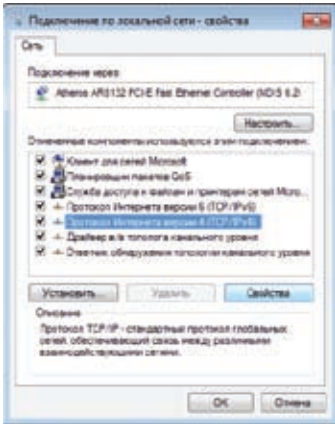 Подключение по локальной сети - свойства
Сеть
Подключение через:
Atheros AR8132 PCI-E Fast Ethernet Controller (NDIS 6.2
Настроить...
Отмеченные компоненты используются этим подключением:
Клиент для сетей Microsoft
Планировщик пакетов QoS
Служба доступа к файлам и принтерам сетей Micro...
Протокол Интернета версии 6 (TCP/IPv6)
Протокол Интернета версии 4 (TCP/IPv4)
Драйвер в/в тополога канального уровня
Ответчик обнаружения топологии канального уровня
Установить...
Удалить
Свойства
Описание
Протокол TCP/IP - стандартный протокол глобальных
сетей, обеспечивающий связь между различными
взаимодействующими сетями.
OK
Отмена